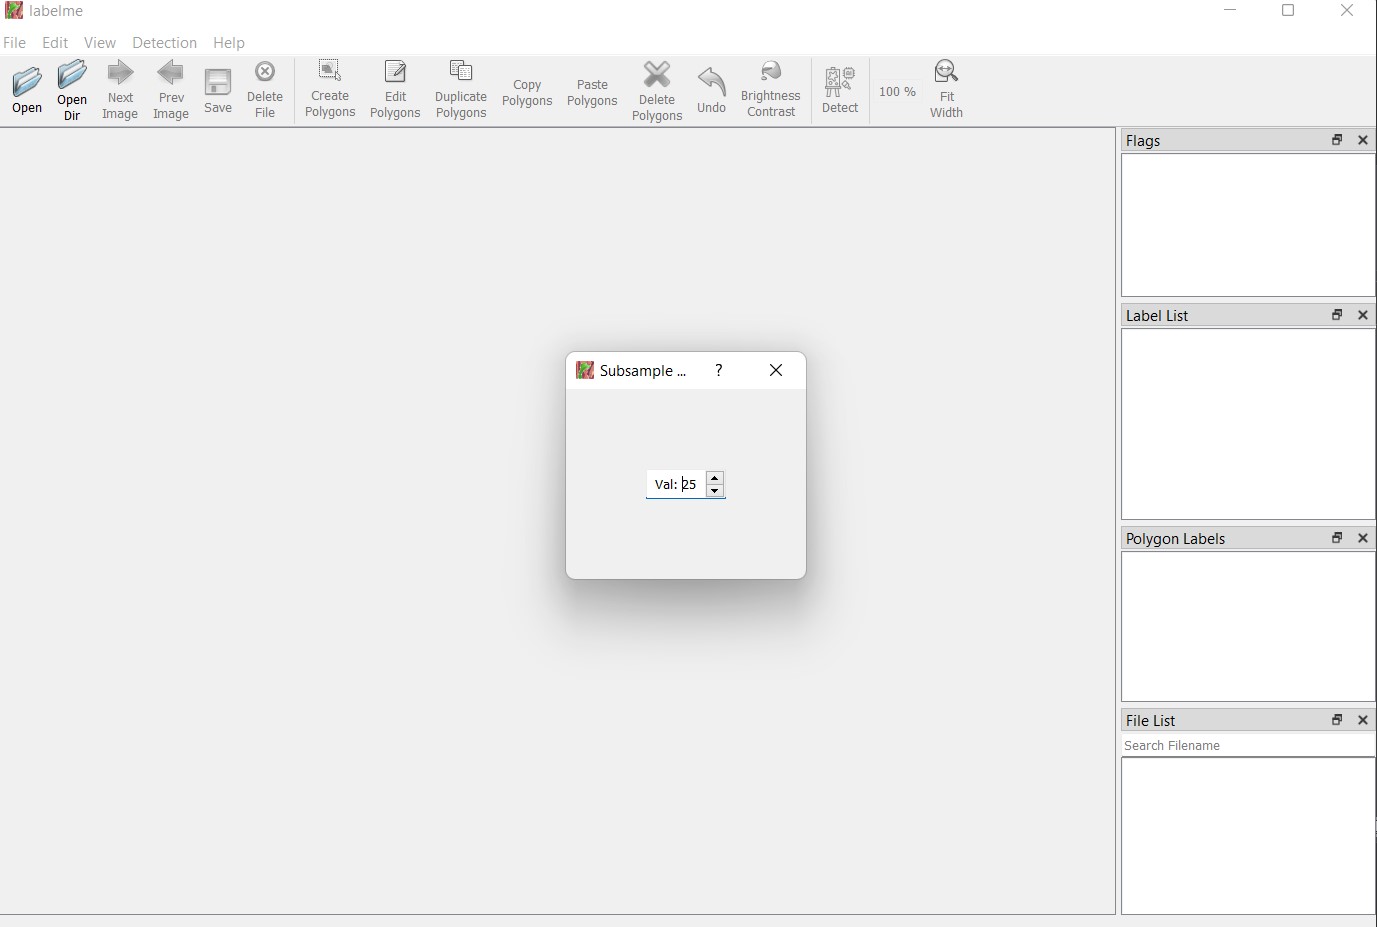 labelme
File Edit View Detection Help
Open
Open
Dir
Next
Image
Prev
Image
Save
Delete
File
Create
Polygons
Edit
Polygons
Duplicate
Polygons
Copy
Polygons
Paste
Polygons
Delete
Polygons
Undo
Brightness
Contrast
Detect
100 %
Fit
Width
Flags
Label List
Subsample ... ?
Val: 25
Polygon Labels
File List
Search Filename